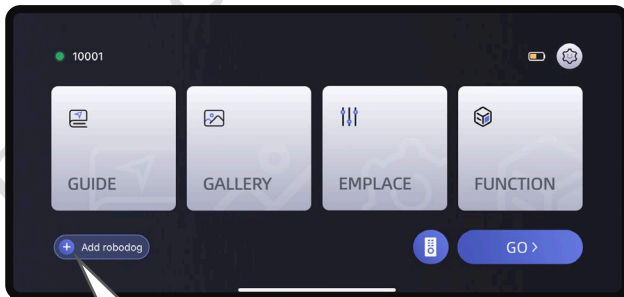 10001
GUIDE
GALLERY
EMPLACE
FUNCTION
Add robodog
GO >